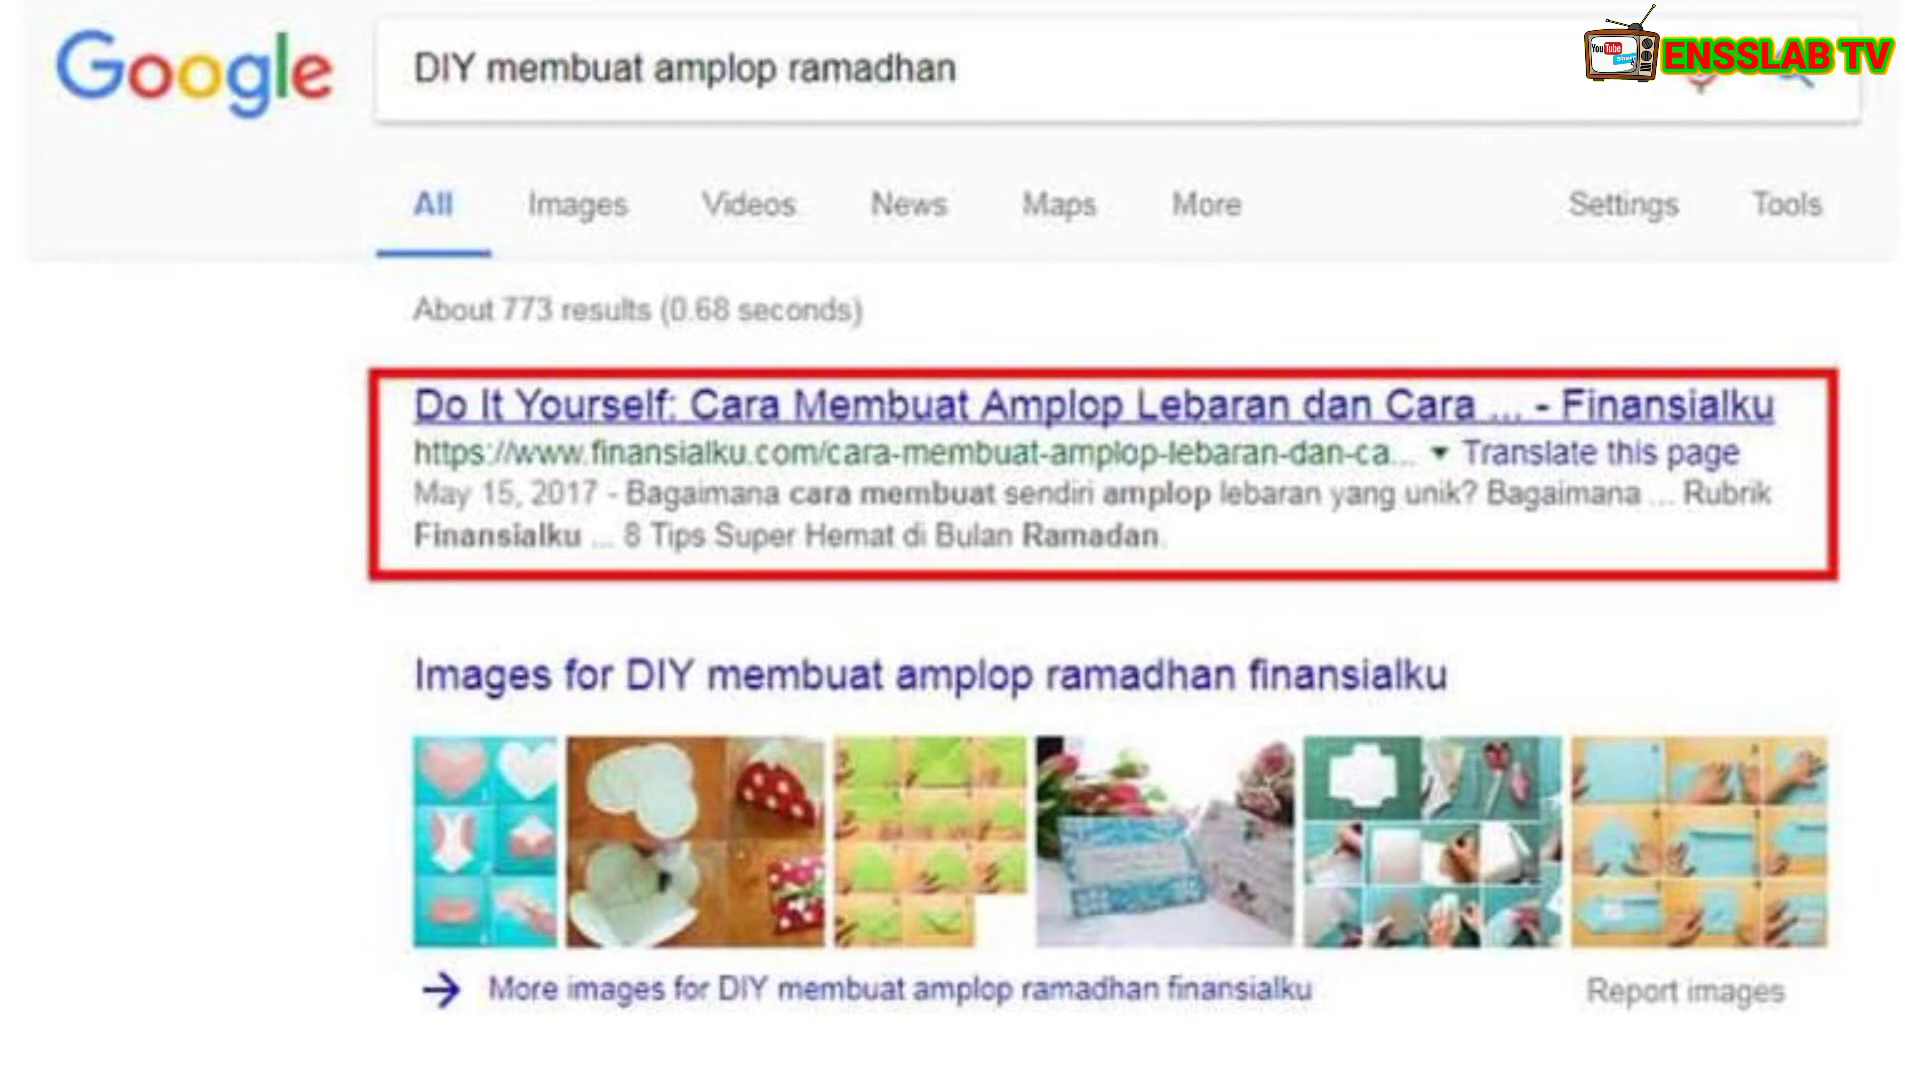 Google
DIY membuat amplop ramadhan
YouTube
ENSSLAB TV
All Images Videos News Maps More Settings Tools
About 773 results (0.68 seconds)
Do It Yourself: Cara Membuat Amplop Lebaran dan Cara ... - Finansialku
https://www.finansialku.com/cara-membuat-amplop-lebaran-dan-ca... Translate this page
May 15, 2017 - Bagaimana cara membuat sendiri amplop lebaran yang unik? Bagaimana ... Rubrik
Finansialku ... 8 Tips Super Hemat di Bulan Ramadan.
Images for DIY membuat amplop ramadhan finansialku
More images for DIY membuat amplop ramadhan finansialku
Report images